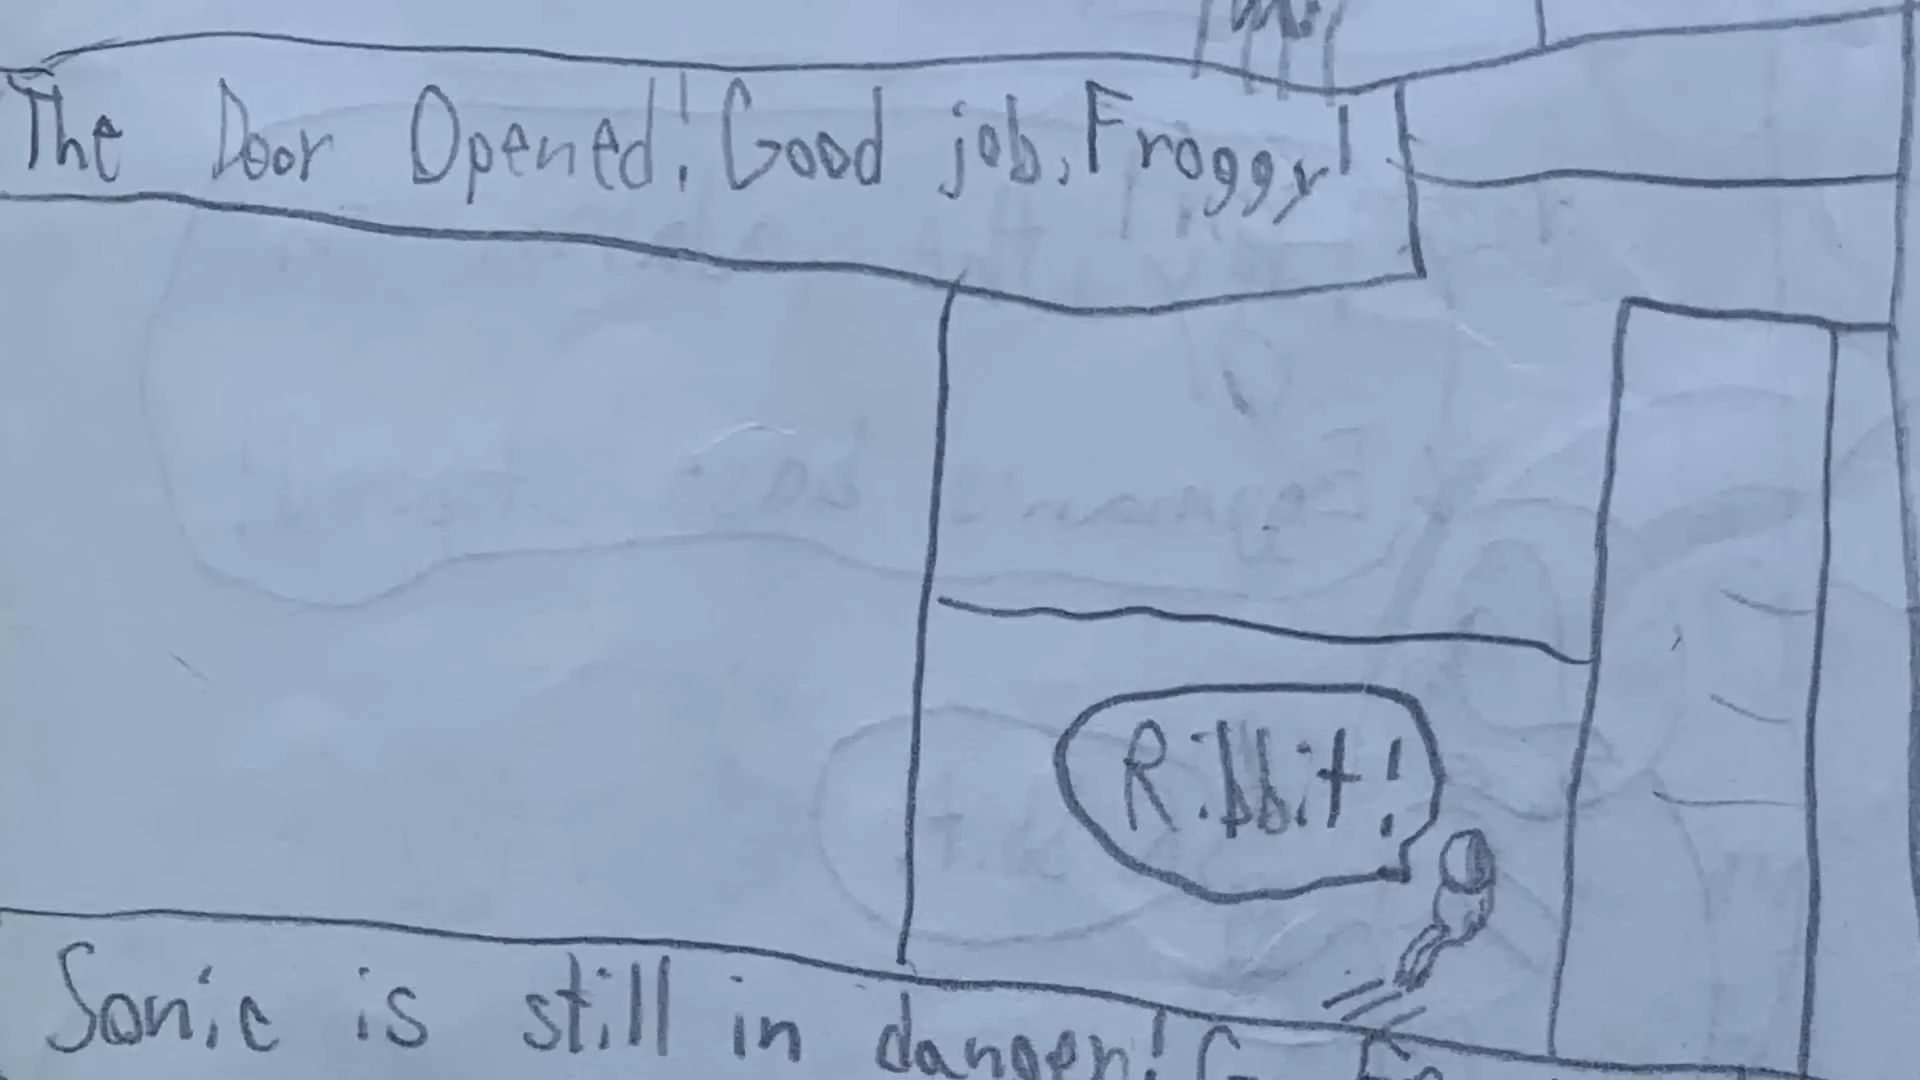 The Door Opened! Good job, Froggy!
Ribbit!
Sonic is still in danger!